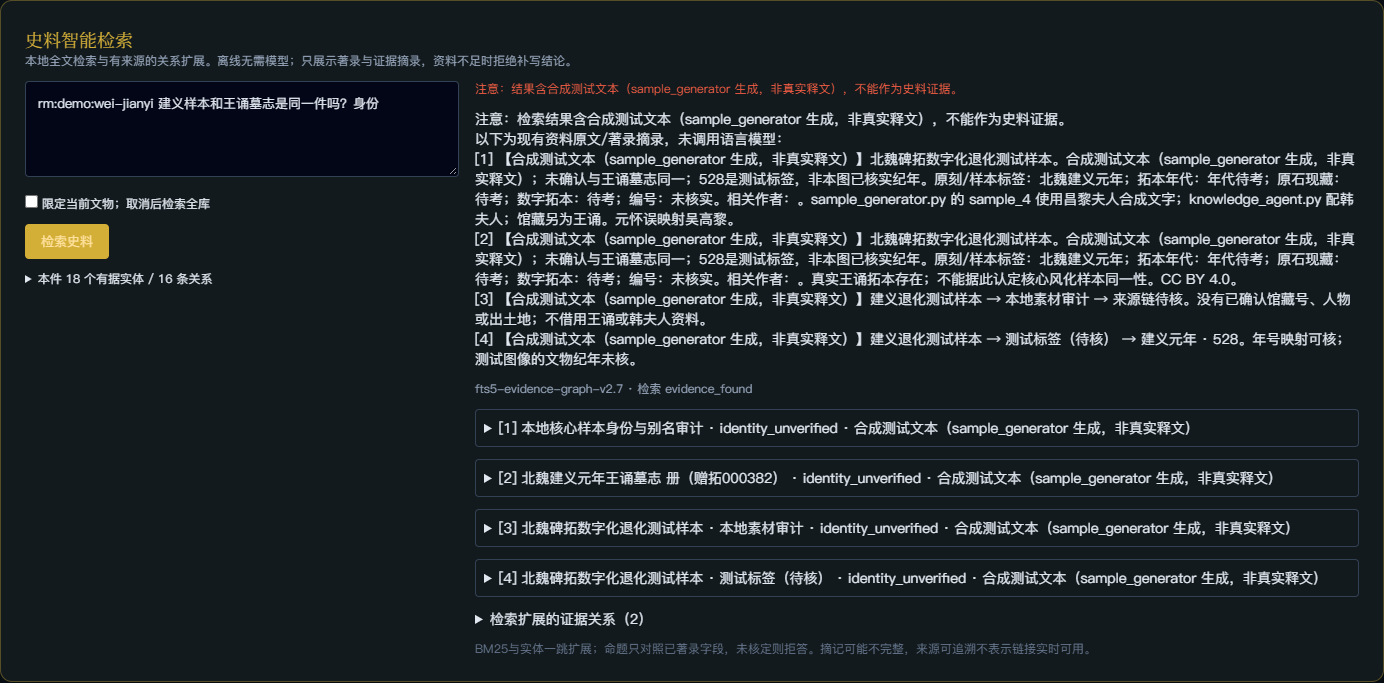 史料智能检索
本地全文检索与有来源的关系扩展。离线无需模型；只展示著录与证据摘录，资料不足时拒绝补写结论。
rm:demo:wei-jianyi 建义样本和王诵墓志是同一件吗？身份
限定当前文物；取消后检索全库
检索史料
▶ 本件 18 个有据实体 / 16 条关系
注意：结果含合成测试文本（sample_generator 生成，非真实释文），不能作为史料证据。
注意：检索结果含合成测试文本（sample_generator 生成，非真实释文），不能作为史料证据。
以下为现有资料原文/著录摘录，未调用语言模型：
[1] 【合成测试文本（sample_generator 生成，非真实释文）】北魏碑拓数字化退化测试样本。合成测试文本（sample_generator 生成，非真
实释文）；未确认与王诵墓志同一；528是测试标签，非本图已核实纪年。原刻/样本标签：北魏建义元年；拓本年代：年代待考；原石现藏：
待考；数字拓本：待考；编号：未核实。相关作者：。sample_generator.py 的 sample_4 使用昌黎夫人合成文字；knowledge_agent.py 配韩
夫人；馆藏另为王诵。元怀误映射吴高黎。
[2] 【合成测试文本（sample_generator 生成，非真实释文）】北魏碑拓数字化退化测试样本。合成测试文本（sample_generator 生成，非真
实释文）；未确认与王诵墓志同一；528是测试标签，非本图已核实纪年。原刻/样本标签：北魏建义元年；拓本年代：年代待考；原石现藏：
待考；数字拓本：待考；编号：未核实。相关作者：。真实王诵拓本存在；不能据此认定核心风化样本同一性。CC BY 4.0。
[3] 【合成测试文本（sample_generator 生成，非真实释文）】建义退化测试样本 → 本地素材审计 → 来源链待核。没有已确认馆藏号、人物
或出土地；不借用王诵或韩夫人资料。
[4] 【合成测试文本（sample_generator 生成，非真实释文）】建义退化测试样本 → 测试标签（待核） → 建义元年 · 528。年号映射可核；
测试图像的文物纪年未核。
fts5-evidence-graph-v2.7 · 检索 evidence_found
▶ [1] 本地核心样本身份与别名审计 · identity_unverified · 合成测试文本（sample_generator 生成，非真实释文）
▶ [2] 北魏建义元年王诵墓志 册（赠拓000382） · identity_unverified · 合成测试文本（sample_generator 生成，非真实释文）
▶ [3] 北魏碑拓数字化退化测试样本 · 本地素材审计 · identity_unverified · 合成测试文本（sample_generator 生成，非真实释文）
▶ [4] 北魏碑拓数字化退化测试样本 · 测试标签（待核） · identity_unverified · 合成测试文本（sample_generator 生成，非真实释文）
▶ 检索扩展的证据关系（2）
BM25与实体一跳扩展；命题只对照已著录字段，未核定则拒答。摘记可能不完整，来源可追溯不表示链接实时可用。